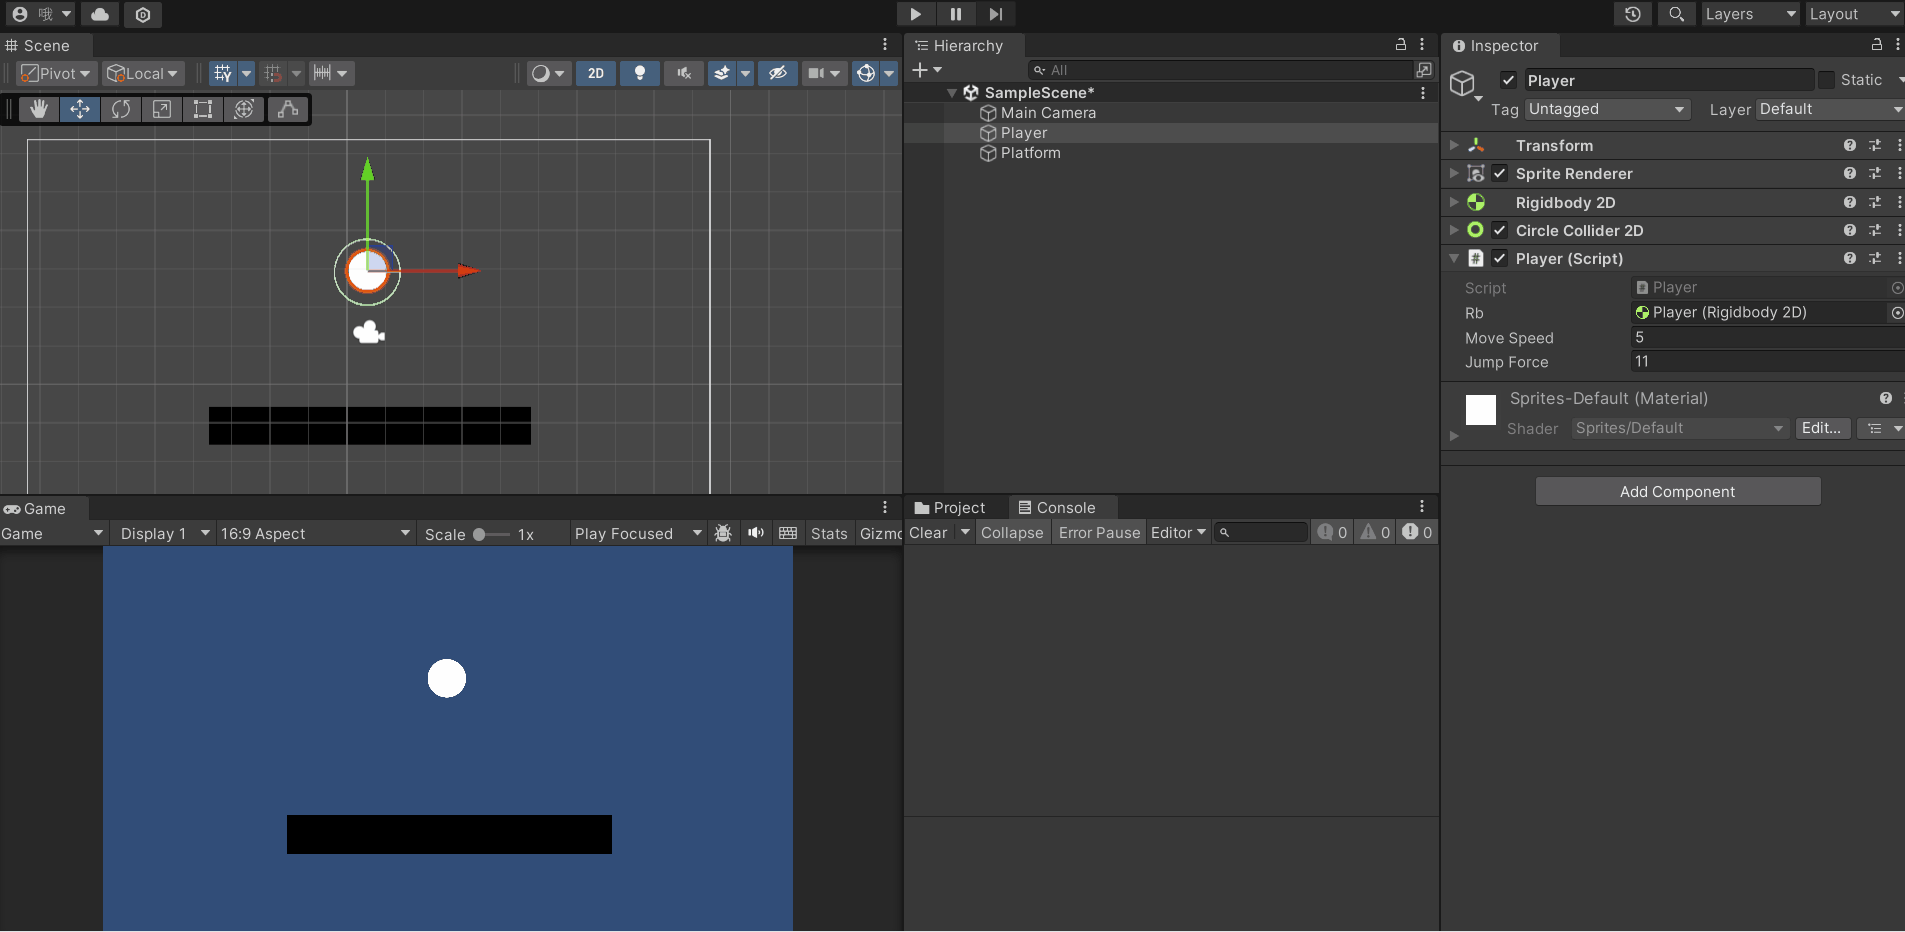 哦
Layers
Layout
Scene
Pivot
Local
2D
Hierarchy
All
SampleScene*
Main Camera
Player
Platform
Inspector
Player
Static
Tag
Untagged
Layer
Default
Transform
Sprite Renderer
Rigidbody 2D
Circle Collider 2D
Player (Script)
Script
Player
Rb
Player (Rigidbody 2D)
Move Speed
5
Jump Force
11
Sprites-Default (Material)
Shader
Sprites/Default
Edit...
Add Component
Game
Game
Display 1
16:9 Aspect
Scale
1x
Play Focused
Stats
Gizmo
Project
Console
Clear
Collapse
Error Pause
Editor
0
0
0